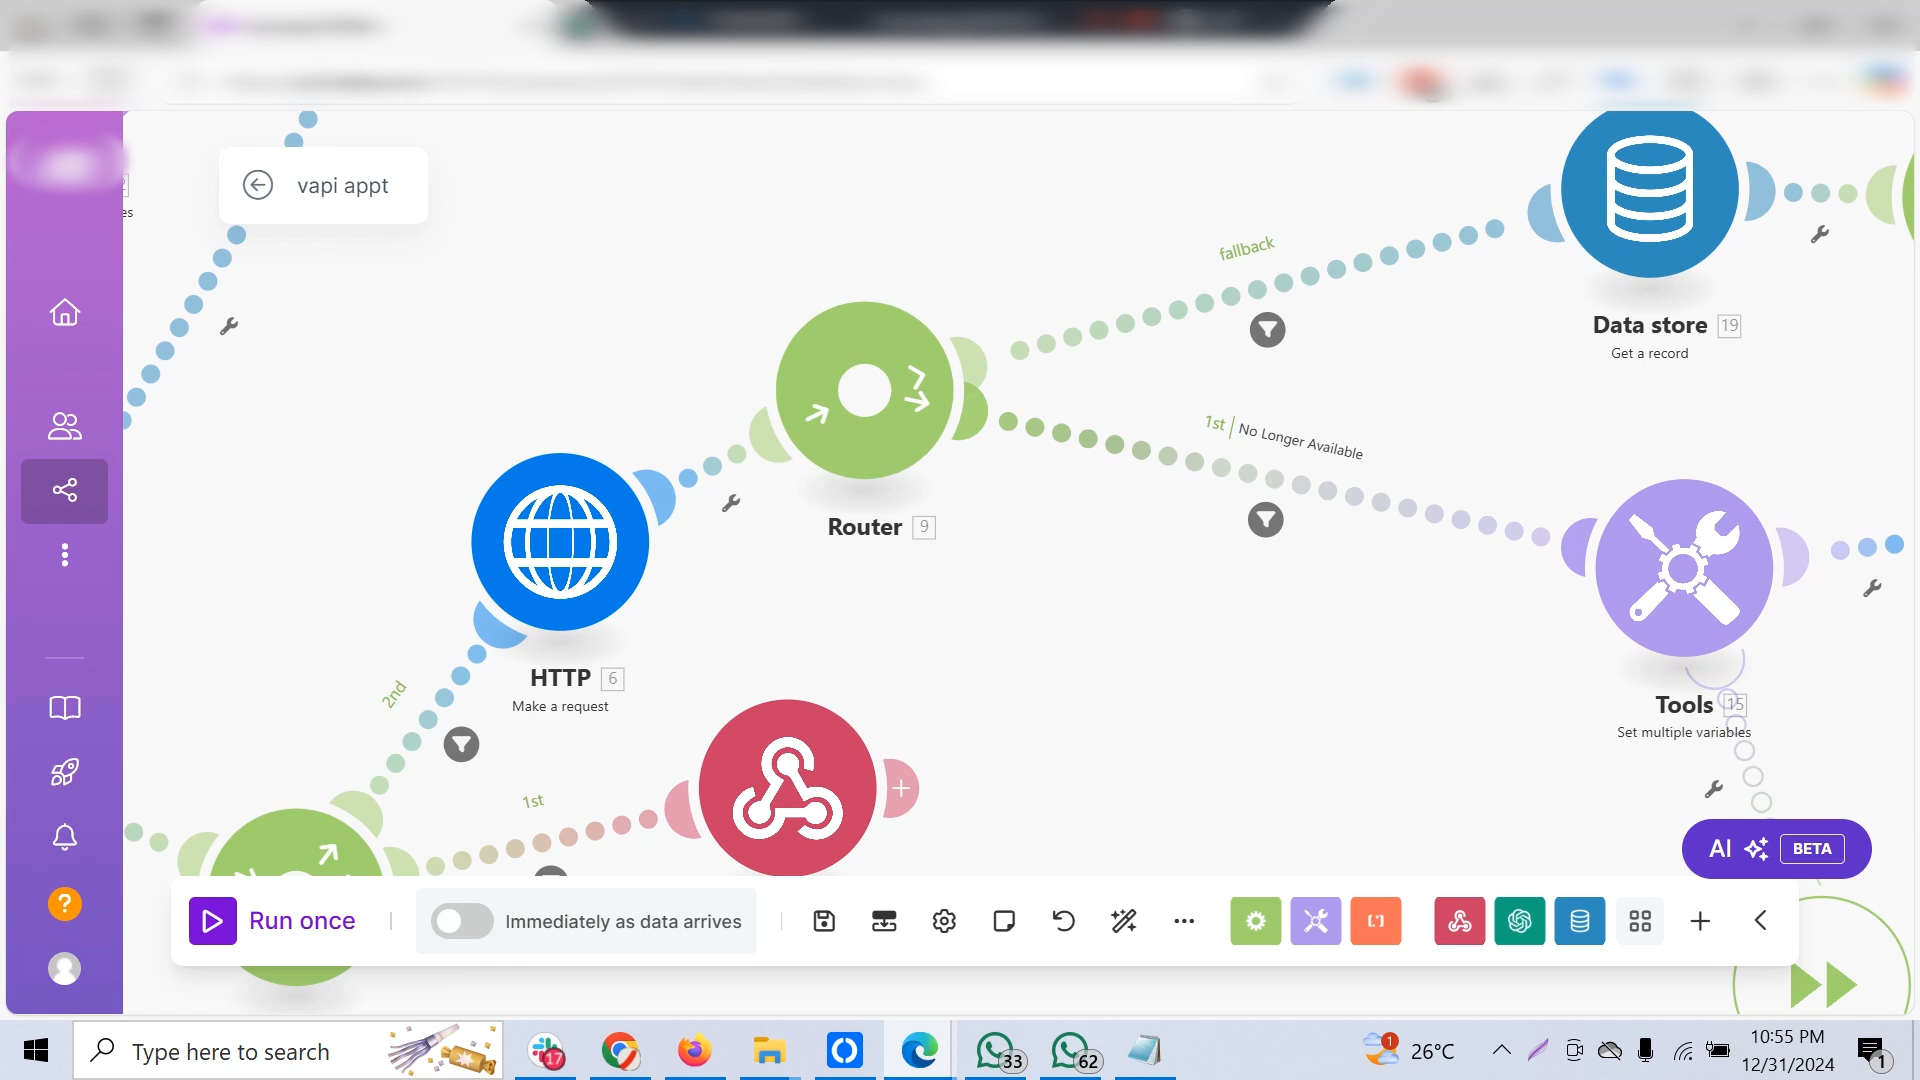 es
vapi appt
fallback
Data store 19
Get a record
1st | No Longer Available
Router 9
HTTP 6
Make a request
2nd
Tools 15
Set multiple variables
1st
AI BETA
Run once
Immediately as data arrives
?
Type here to search
17
33
62
1
26°C
10:55 PM
12/31/2024
1